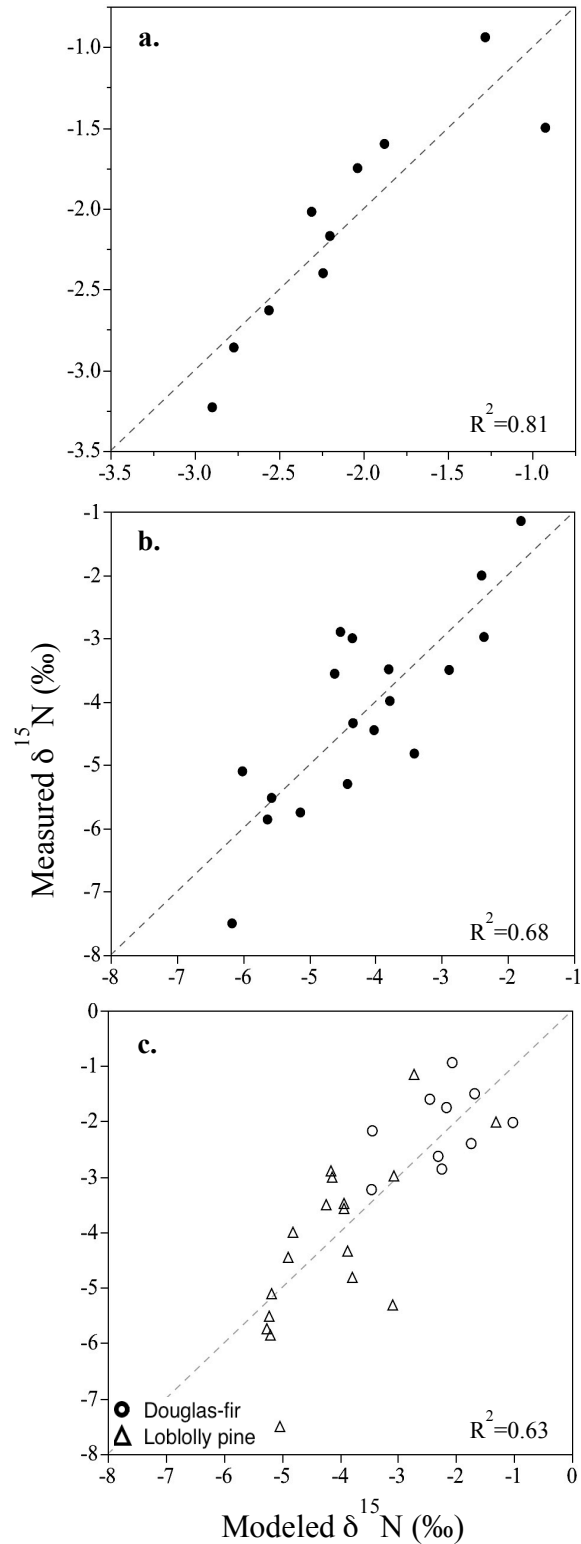 a.
-1.0
-1.5
-2.0
-2.5
-3.0
-3.5
R²=0.81
-3.5 -3.0 -2.5 -2.0 -1.5 -1.0
b.
-1
-2
-3
-4
-5
-6
-7
-8
R²=0.68
-8 -7 -6 -5 -4 -3 -2 -1
Measured δ¹⁵N (‰)
c.
0
-1
-2
-3
-4
-5
-6
-7
-8
Douglas-fir
Loblolly pine
R²=0.63
-8 -7 -6 -5 -4 -3 -2 -1 0
Modeled δ¹⁵N (‰)